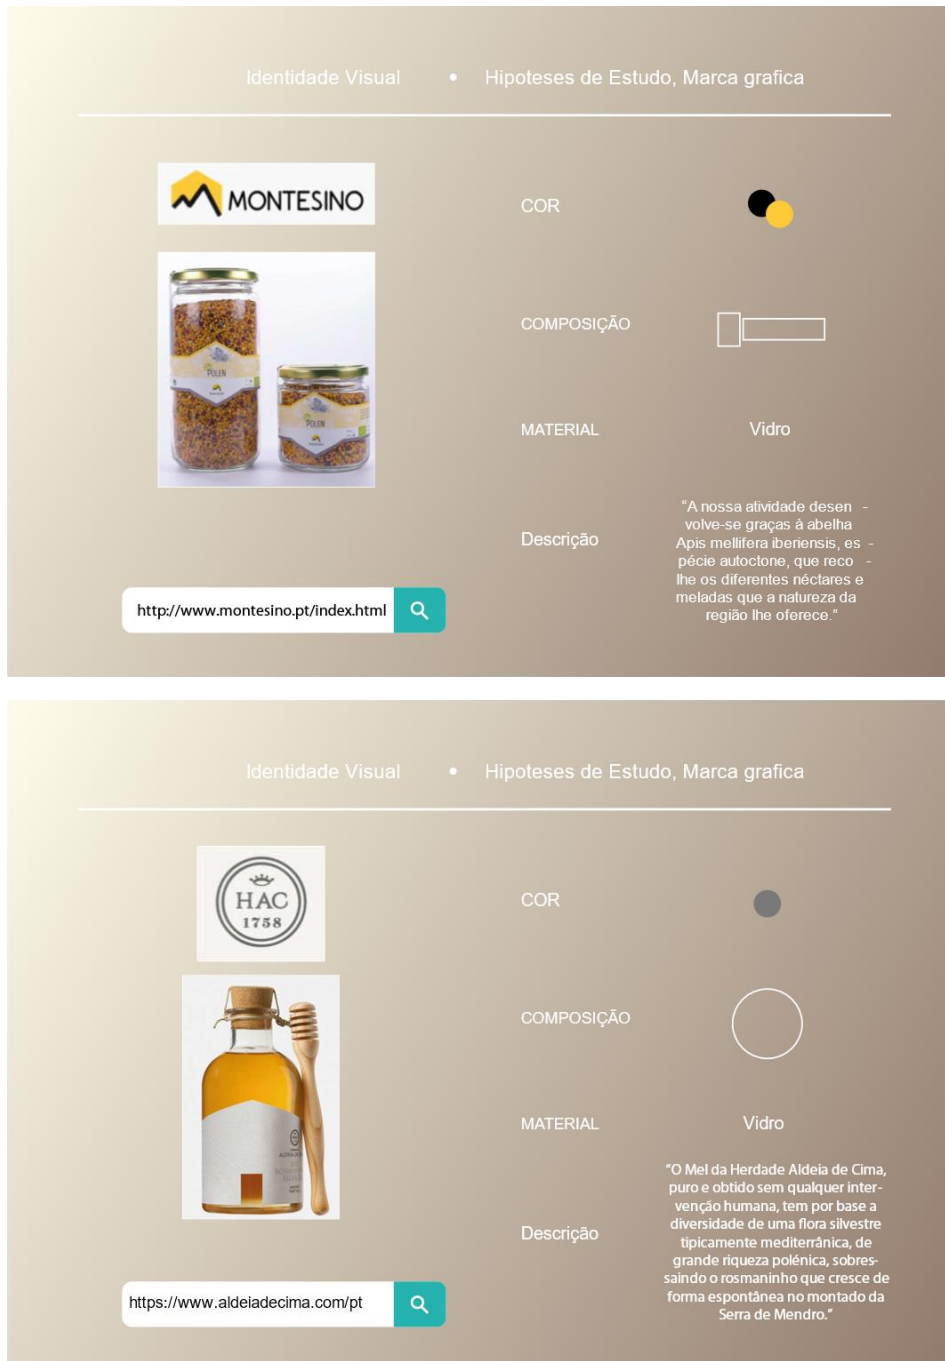 Identidade Visual • Hipoteses de Estudo, Marca grafica
MONTESINO
COR
COMPOSIÇÃO
POLEN
POLEN
MATERIAL
Vidro
Descrição
“A nossa atividade desen -
volve-se graças à abelha
Apis mellifera iberiensis, es -
pécie autoctone, que reco -
lhe os diferentes néctares e
meladas que a natureza da
região lhe oferece.“
http://www.montesino.pt/index.html
Identidade Visual • Hipoteses de Estudo, Marca grafica
HAC
1758
COR
COMPOSIÇÃO
MATERIAL
Vidro
Descrição
“O Mel da Herdade Aldeia de Cima,
puro e obtido sem qualquer inter-
venção humana, tem por base a
diversidade de uma flora silvestre
tipicamente mediterrânica, de
grande riqueza polénica, sobres-
saindo o rosmaninho que cresce de
forma espontânea no montado da
Serra de Mendro.”
https://www.aldeiadecima.com/pt